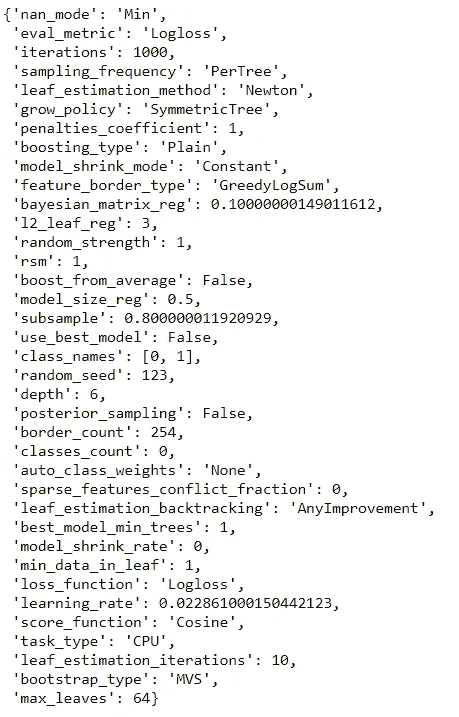 {'nan_mode': 'Min',
'eval_metric': 'Logloss',
'iterations': 1000,
'sampling_frequency': 'PerTree',
'leaf_estimation_method': 'Newton',
'grow_policy': 'SymmetricTree',
'penalties_coefficient': 1,
'boosting_type': 'Plain',
'model_shrink_mode': 'Constant',
'feature_border_type': 'GreedyLogSum',
'bayesian_matrix_reg': 0.10000000149011612,
'l2_leaf_reg': 3,
'random_strength': 1,
'rsm': 1,
'boost_from_average': False,
'model_size_reg': 0.5,
'subsample': 0.800000011920929,
'use_best_model': False,
'class_names': [0, 1],
'random_seed': 123,
'depth': 6,
'posterior_sampling': False,
'border_count': 254,
'classes_count': 0,
'auto_class_weights': 'None',
'sparse_features_conflict_fraction': 0,
'leaf_estimation_backtracking': 'AnyImprovement',
'best_model_min_trees': 1,
'model_shrink_rate': 0,
'min_data_in_leaf': 1,
'loss_function': 'Logloss',
'learning_rate': 0.022861000150442123,
'score_function': 'Cosine',
'task_type': 'CPU',
'leaf_estimation_iterations': 10,
'bootstrap_type': 'MVS',
'max_leaves': 64}